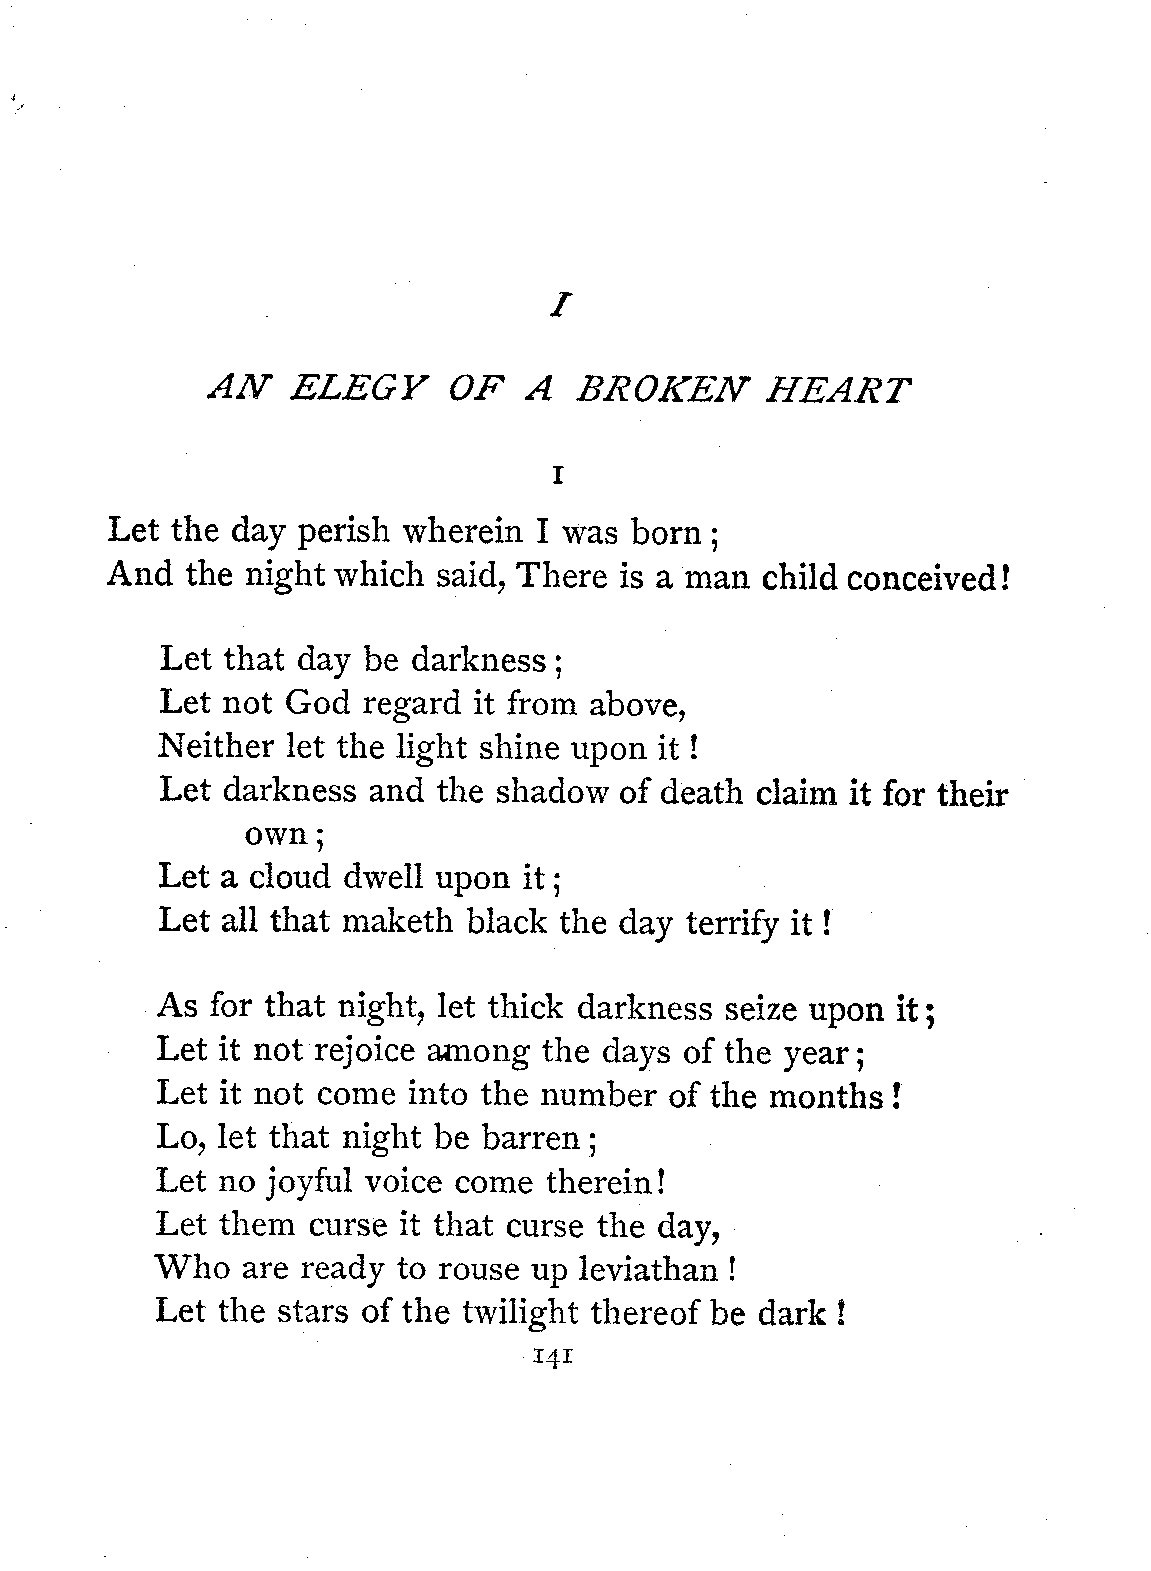 I
AN ELEGY OF A BROKEN HEART
I
Let the day perish wherein I was born ;
And the night which said, There is a man child conceived!
Let that day be darkness ;
Let not God regard it from above,
Neither let the light shine upon it !
Let darkness and the shadow of death claim it for their
own ;
Let a cloud dwell upon it ;
Let all that maketh black the day terrify it !
As for that night, let thick darkness seize upon it ;
Let it not rejoice among the days of the year ;
Let it not come into the number of the months !
Lo, let that night be barren ;
Let no joyful voice come therein!
Let them curse it that curse the day,
Who are ready to rouse up leviathan !
Let the stars of the twilight thereof be dark !
141